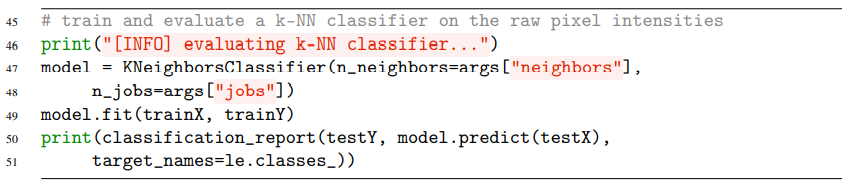 45 # train and evaluate a k-NN classifier on the raw pixel intensities
46 print("[INFO] evaluating k-NN classifier...")
47 model = KNeighborsClassifier(n_neighbors=args["neighbors"],
48 n_jobs=args["jobs"])
49 model.fit(trainX, trainY)
50 print(classification_report(testY, model.predict(testX),
51 target_names=le.classes_))